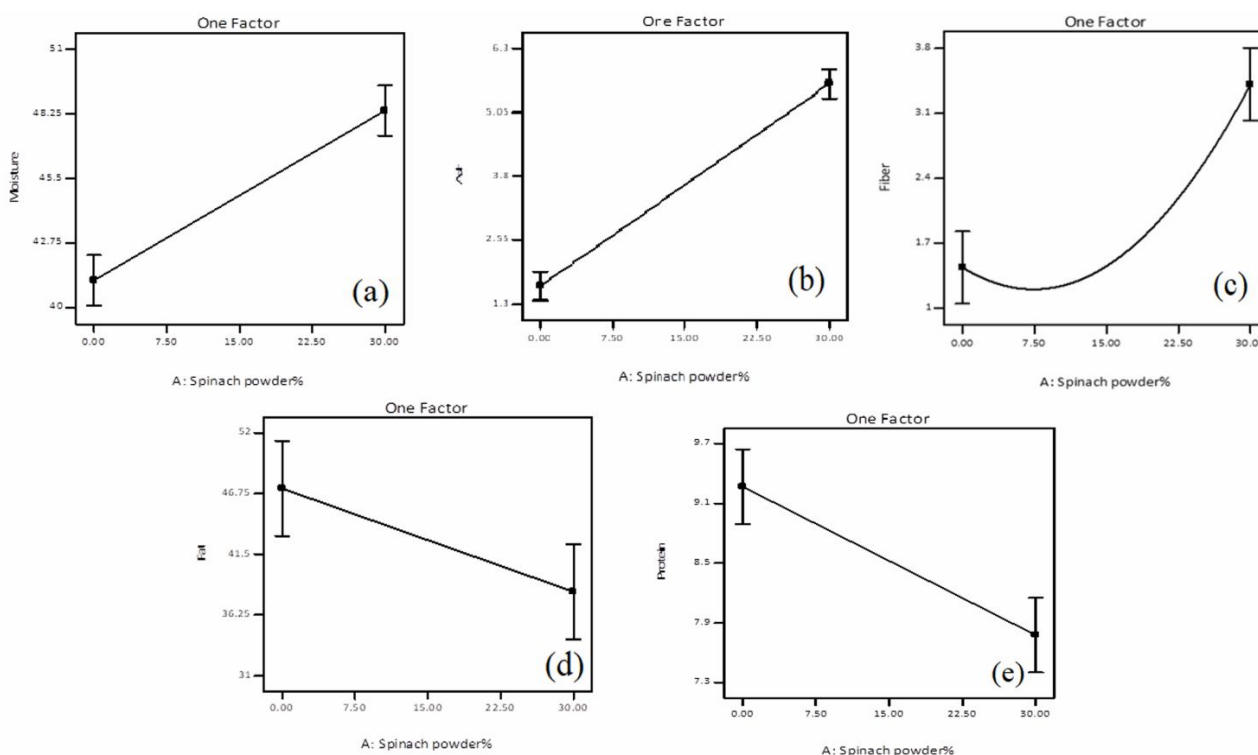 One Factor
51
48.25
45.5
42.75
40
Moisture
(a)
0.00 7.50 15.00 22.50 30.00
A: Spinach powder%
One Factor
6.3
5.05
3.8
2.55
1.3
(b)
0.00 7.50 15.00 22.50 30.00
A: Spinach powder%
One Factor
3.8
3.1
2.4
1.7
1
Fiber
(c)
0.00 7.50 15.00 22.50 30.0
A: Spinach powder%
One Factor
52
46.75
41.5
36.25
31
Fat
(d)
0.00 7.50 15.00 22.50 30.00
A: Spinach powder%
One Factor
9.7
9.1
8.5
7.9
7.3
Protein
(e)
0.00 7.50 15.00 22.50 30.00
A: Spinach powder%